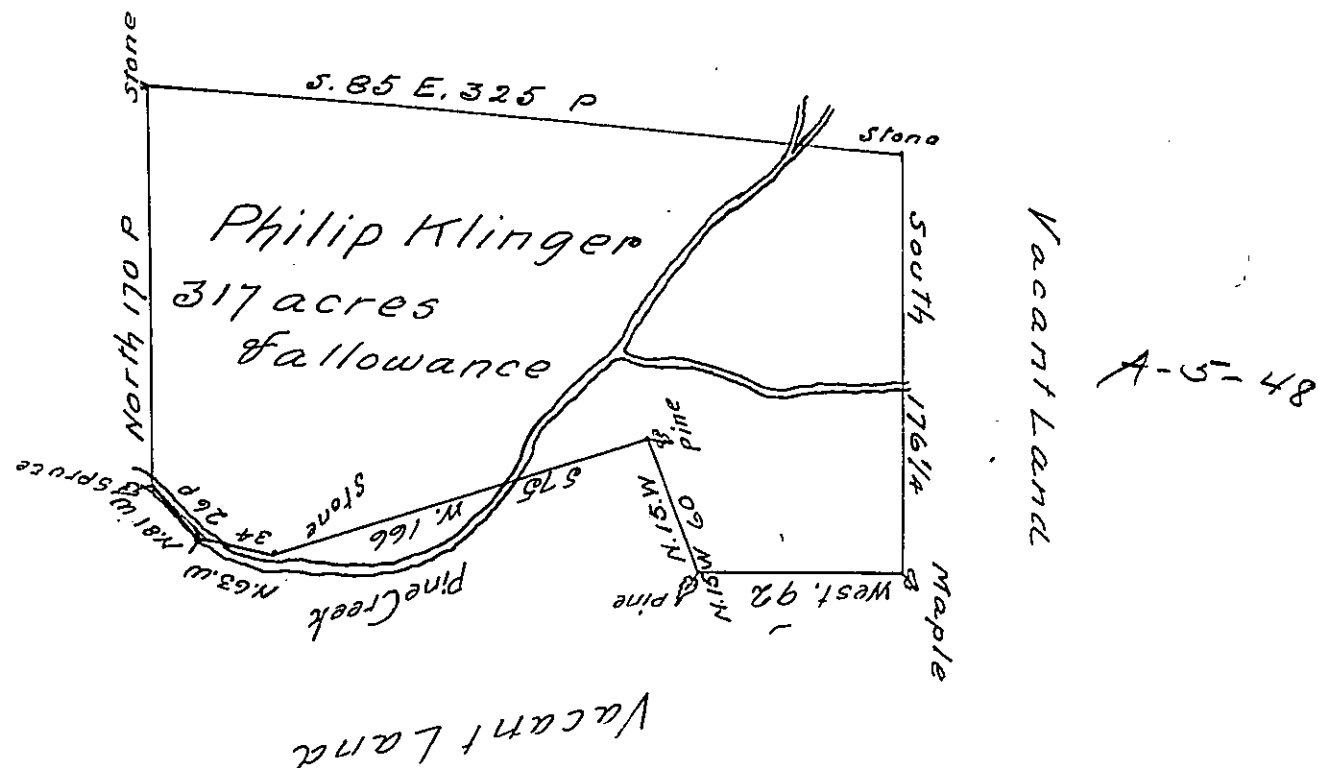 Stone
S. 85 E. 325 P
Stone
North 170 P
Philip Klinger
317 acres
& allowance
South 176 1/4
Vacant Land
A-5-48
Pine
N. 15. W 60
S75 W. 166
Stone
34
26 P
Spruce
N. 81 W
N. 63. W
Pine Creek
Pine
N. 15 W
West. 92
Maple
Vacant Land